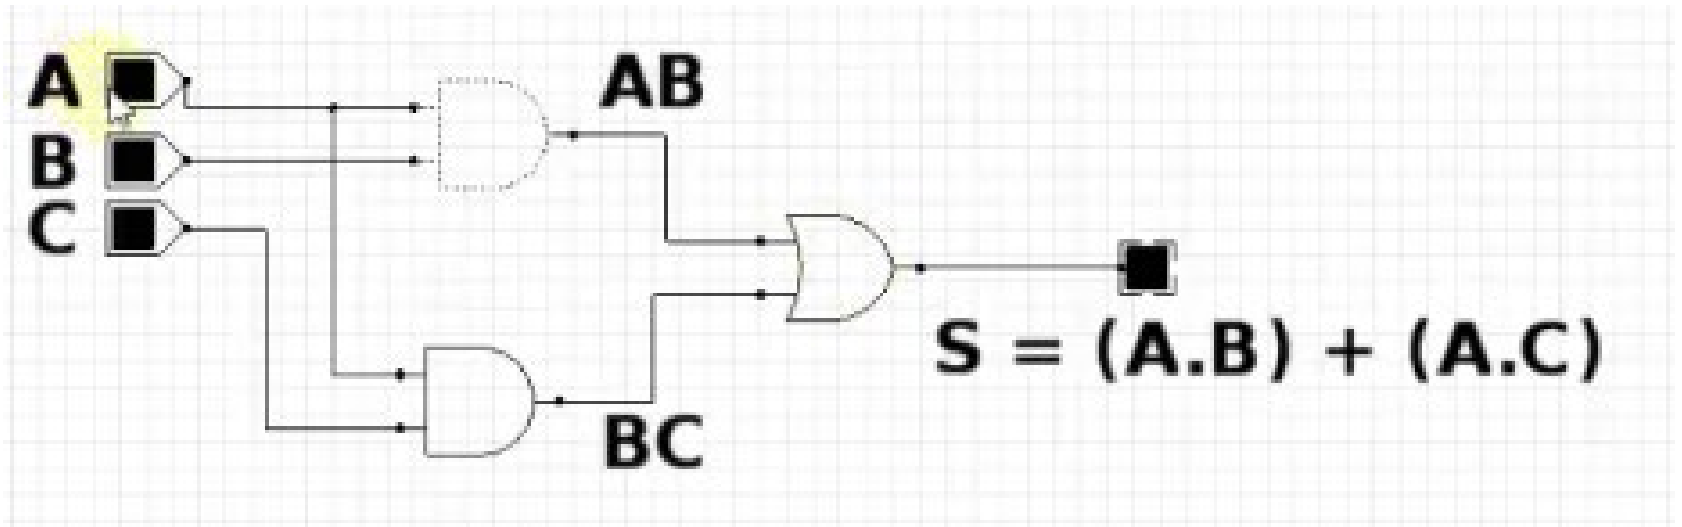 A
AB
B
C
S = (A.B) + (A.C)
BC